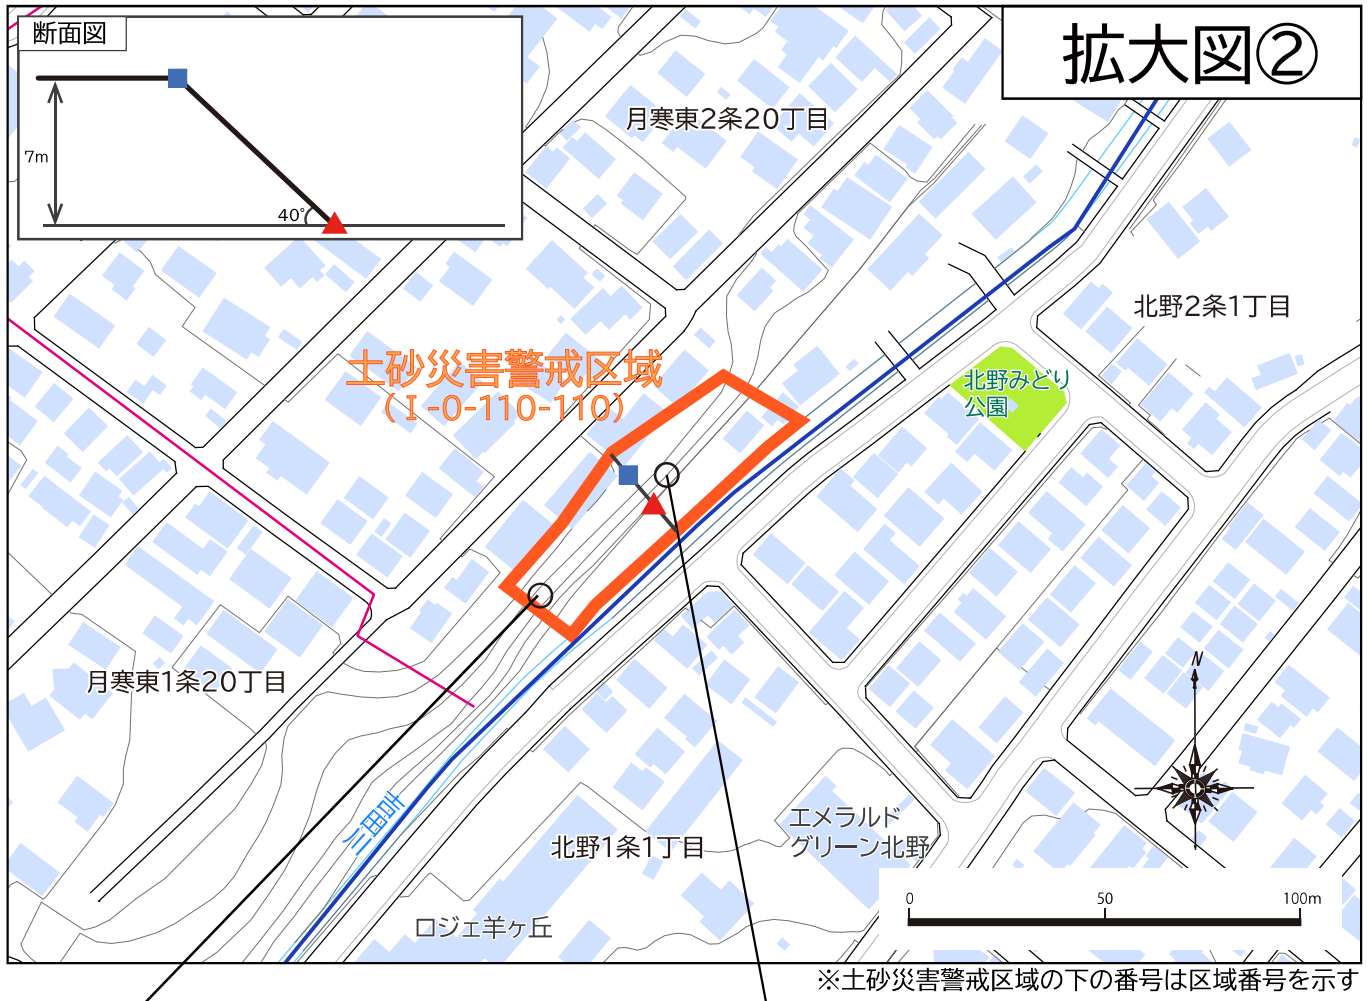 断面図
7m
40°
拡大図②
月寒東2条20丁目
北野2条1丁目
土砂災害警戒区域
（Ⅰ-0-110-110）
北野みどり
公園
月寒東1条20丁目
N
吉田川
北野1条1丁目
エメラルド
グリーン北野
ロジェ羊ヶ丘
0 50 100m
※土砂災害警戒区域の下の番号は区域番号を示す